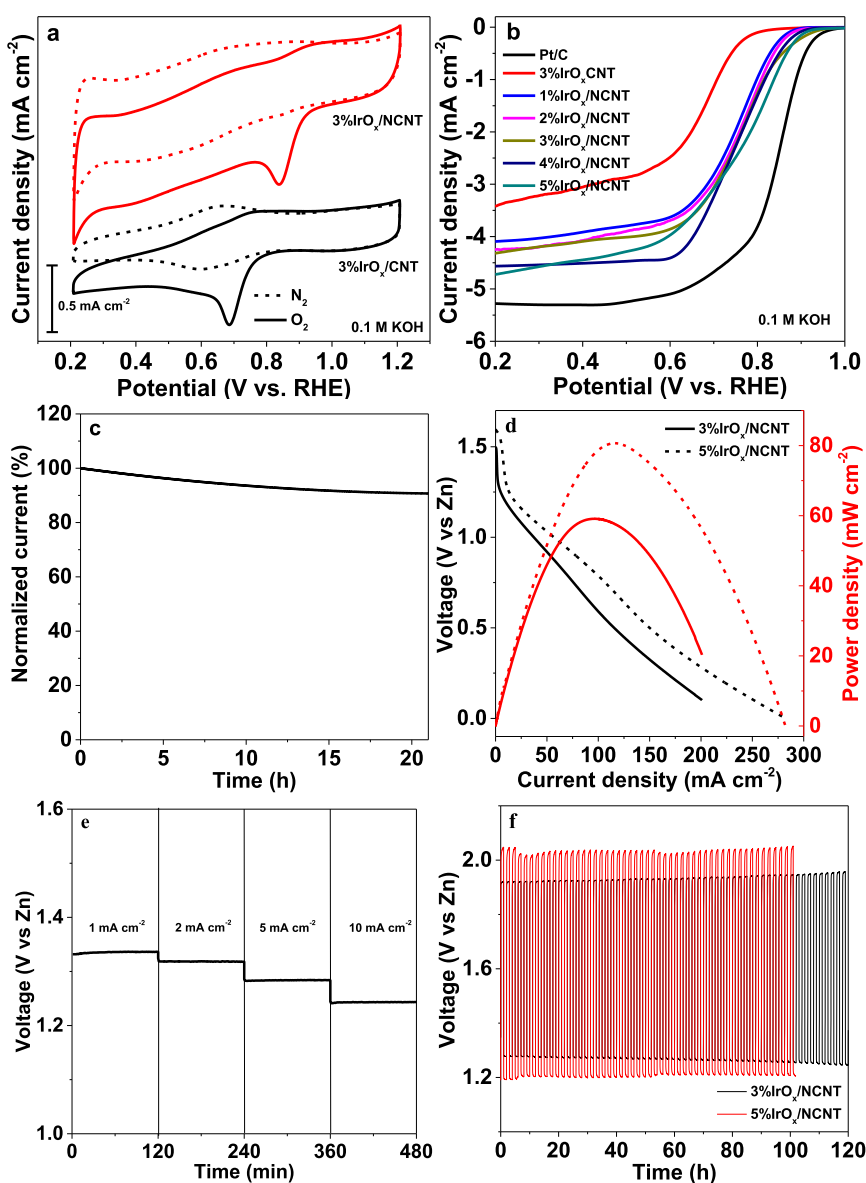 a
3%IrOₓ/NCNT
3%IrOₓ/CNT
N₂
O₂
0.5 mA cm⁻²
0.1 M KOH
Current density (mA cm⁻²)
0.2 0.4 0.6 0.8 1.0 1.2
Potential (V vs. RHE)
b
Pt/C
3%IrOₓCNT
1%IrOₓ/NCNT
2%IrOₓ/NCNT
3%IrOₓ/NCNT
4%IrOₓ/NCNT
5%IrOₓ/NCNT
0.1 M KOH
Current density (mA cm⁻²)
0
-1
-2
-3
-4
-5
-6
0.2 0.4 0.6 0.8 1.0
Potential (V vs. RHE)
c
Normalized current (%)
120
100
80
60
40
20
0
0 5 10 15 20
Time (h)
d
3%IrOₓ/NCNT
5%IrOₓ/NCNT
Voltage (V vs Zn)
1.5
1.0
0.5
0.0
Power density (mW cm⁻²)
80
60
40
20
0
0 50 100 150 200 250 300
Current density (mA cm⁻²)
e
Voltage (V vs Zn)
1.6
1.4
1.2
1.0
1 mA cm⁻² 2 mA cm⁻² 5 mA cm⁻² 10 mA cm⁻²
0 120 240 360 480
Time (min)
f
Voltage (V vs Zn)
2.0
1.6
1.2
3%IrOₓ/NCNT
5%IrOₓ/NCNT
0 20 40 60 80 100 120
Time (h)